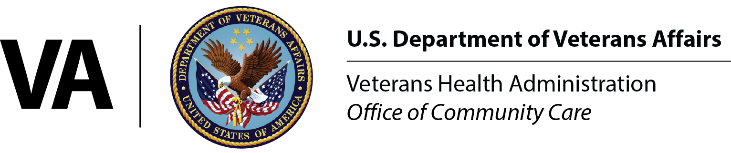 VA
DEPARTMENT OF VETERANS AFFAIRS
UNITED STATES OF AMERICA
U.S. Department of Veterans Affairs
Veterans Health Administration
Office of Community Care